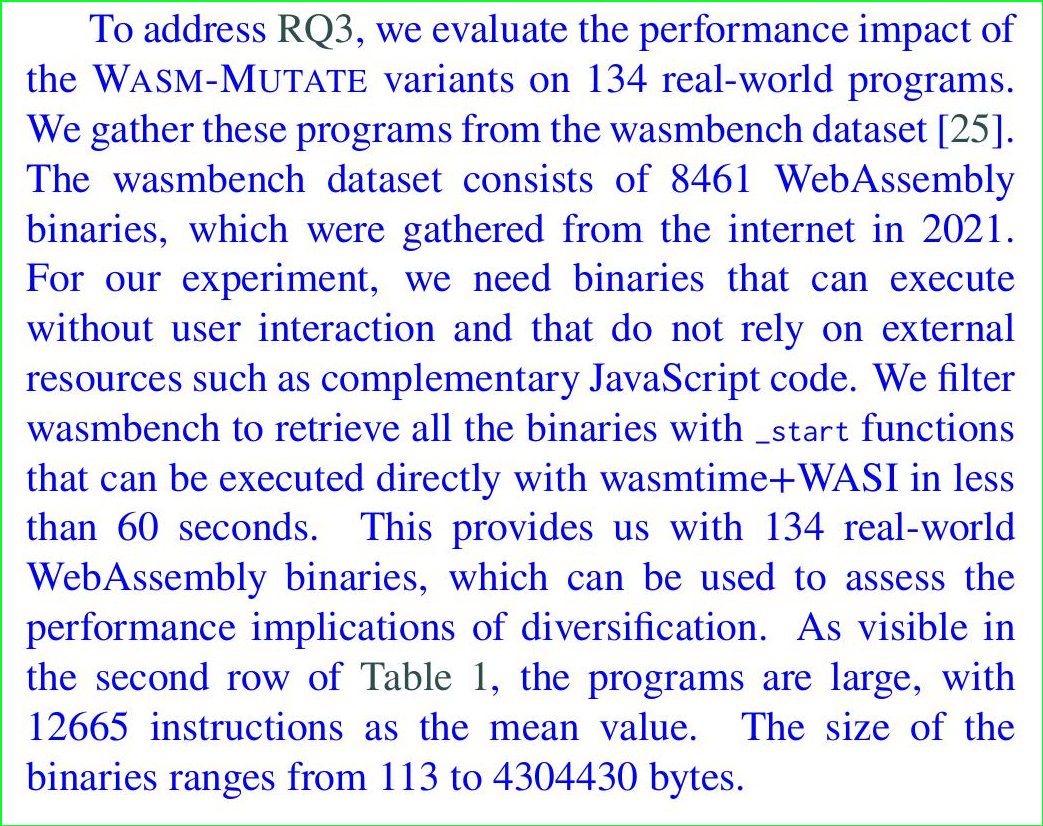 To address RQ3, we evaluate the performance impact of
the WASM-MUTATE variants on 134 real-world programs.
We gather these programs from the wasmbench dataset [25].
The wasmbench dataset consists of 8461 WebAssembly
binaries, which were gathered from the internet in 2021.
For our experiment, we need binaries that can execute
without user interaction and that do not rely on external
resources such as complementary JavaScript code. We filter
wasmbench to retrieve all the binaries with _start functions
that can be executed directly with wasmtime+WASI in less
than 60 seconds. This provides us with 134 real-world
WebAssembly binaries, which can be used to assess the
performance implications of diversification. As visible in
the second row of Table 1, the programs are large, with
12665 instructions as the mean value. The size of the
binaries ranges from 113 to 4304430 bytes.